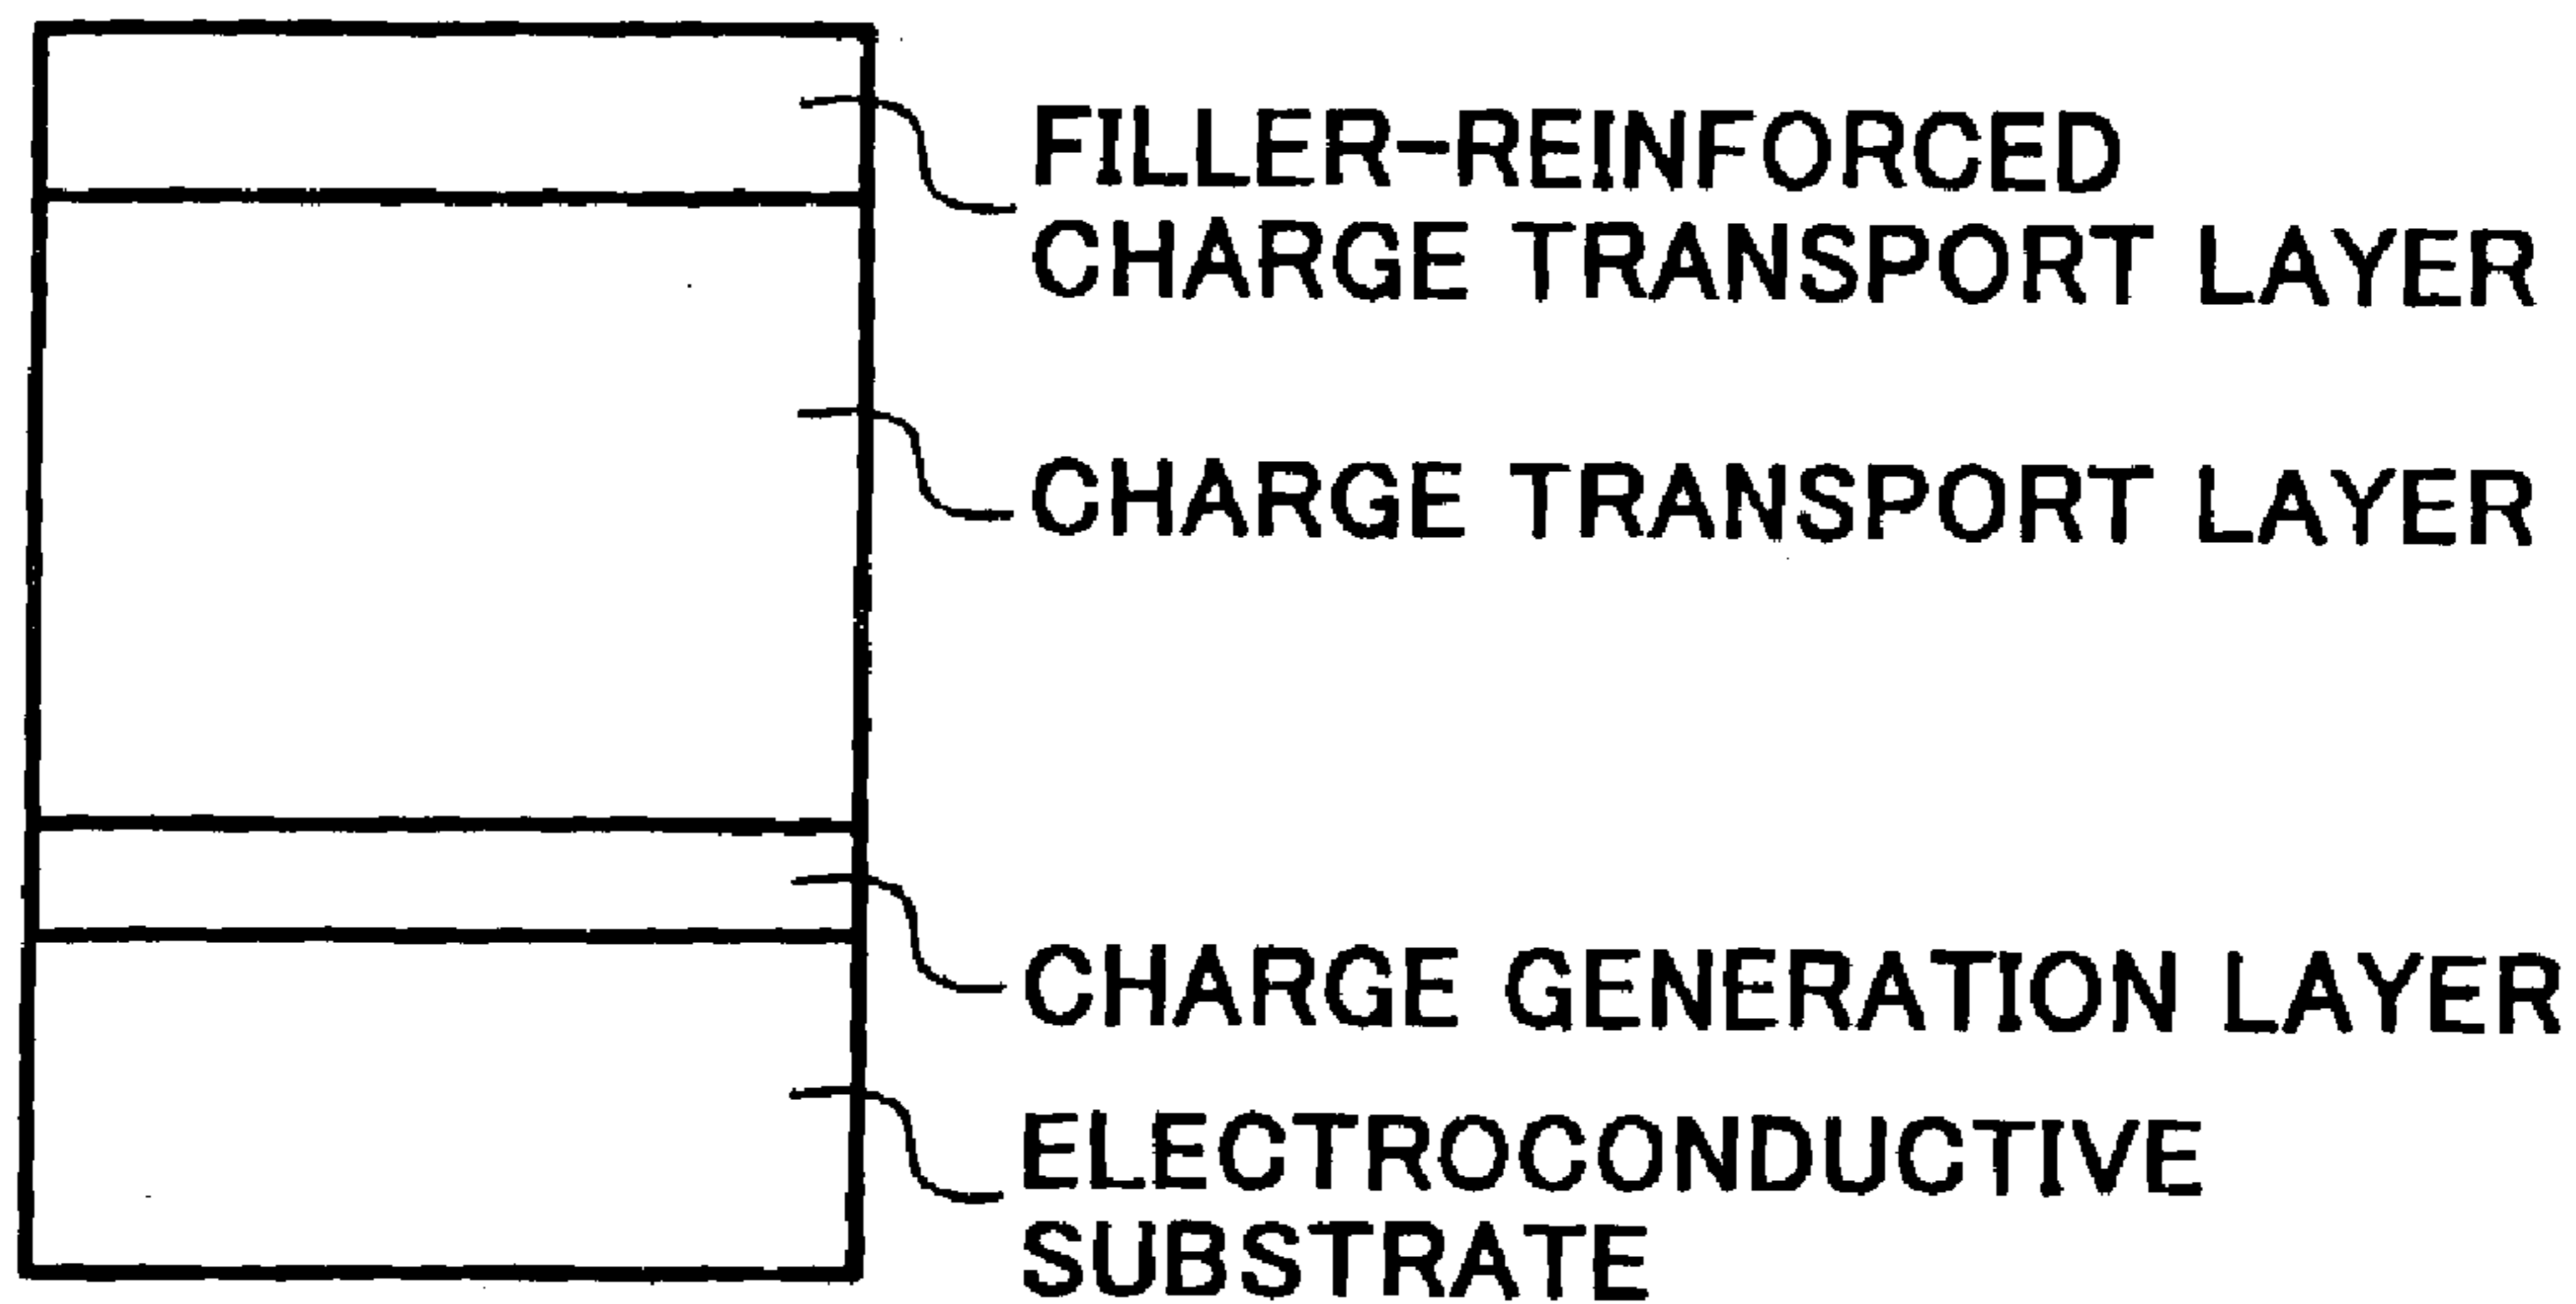 FILLER-REINFORCED
CHARGE TRANSPORT LAYER
CHARGE TRANSPORT LAYER
CHARGE GENERATION LAYER
ELECTROCONDUCTIVE
SUBSTRATE